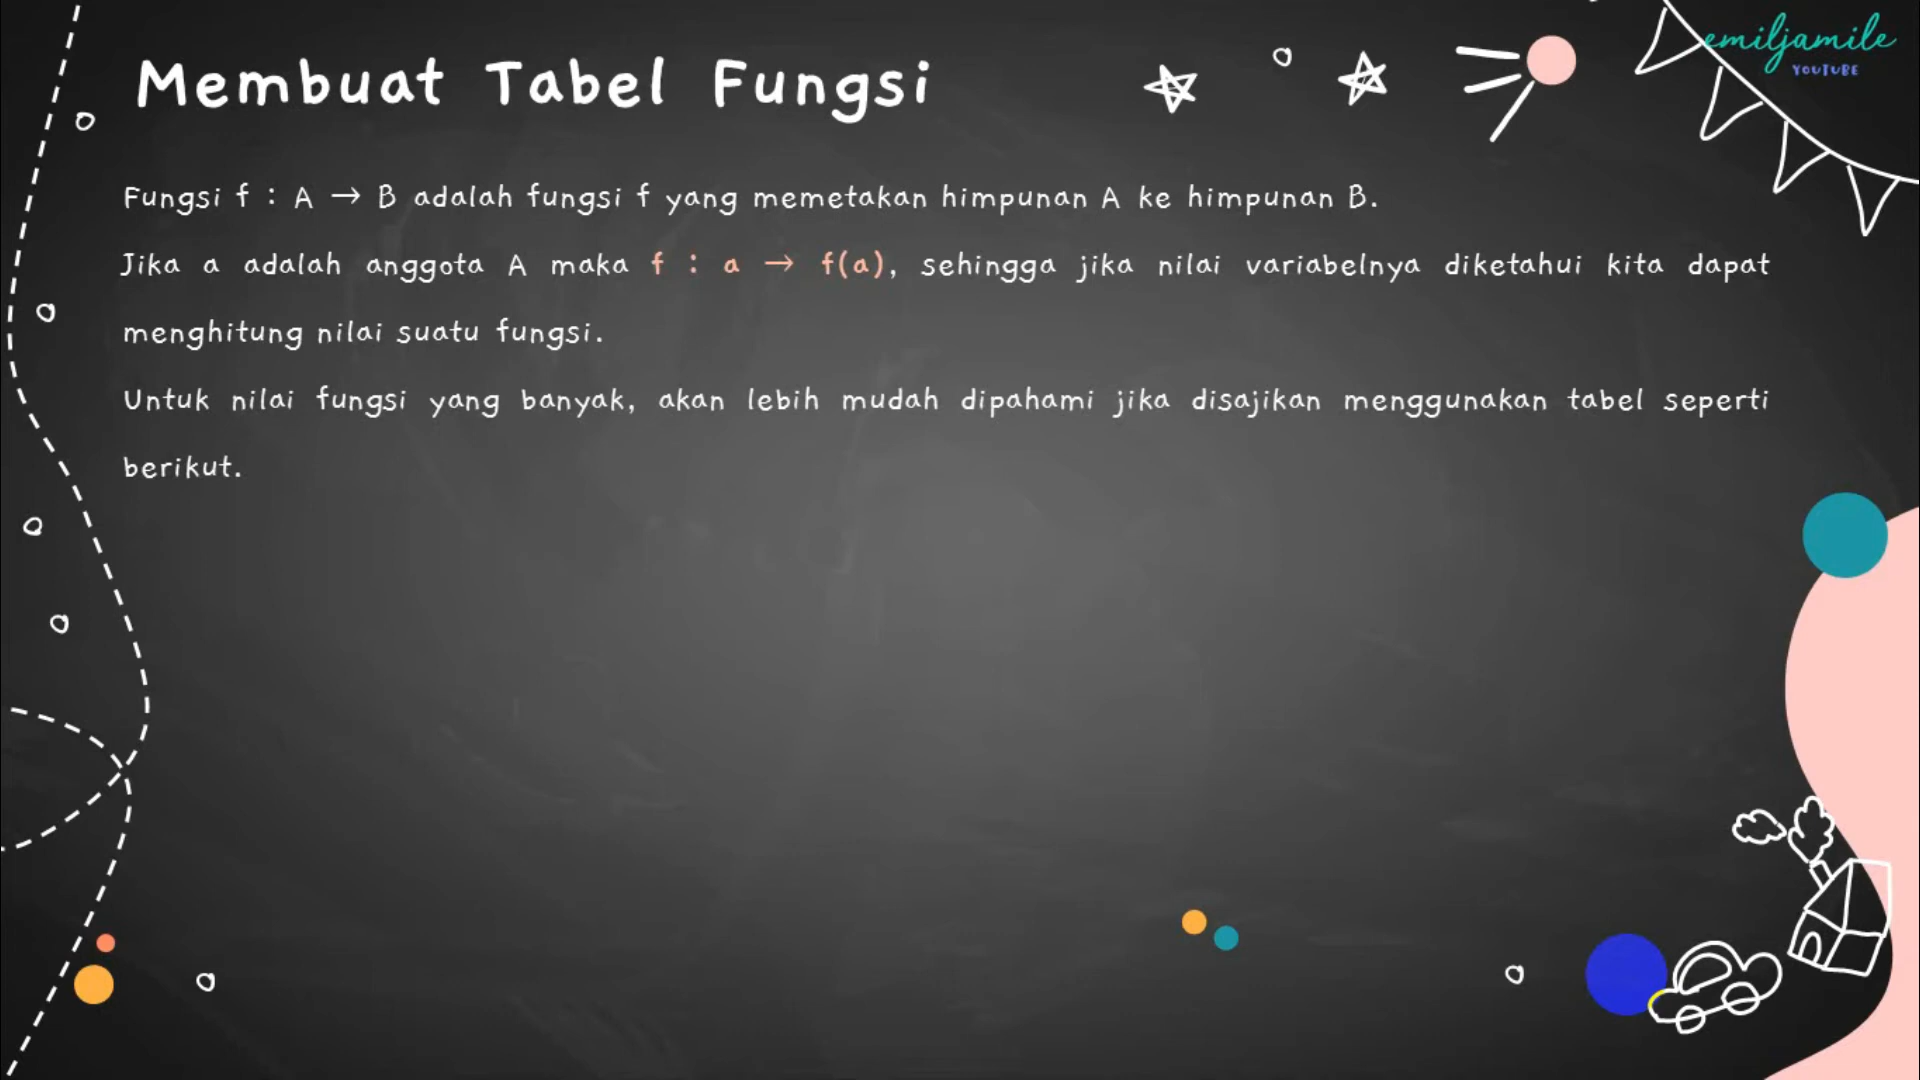 emiljamile
YOUTUBE
Membuat Tabel Fungsi
Fungsi f : A → B adalah fungsi f yang memetakan himpunan A ke himpunan B.
Jika a adalah anggota A maka f : a → f(a), sehingga jika nilai variabelnya diketahui kita dapat
menghitung nilai suatu fungsi.
Untuk nilai fungsi yang banyak, akan lebih mudah dipahami jika disajikan menggunakan tabel seperti
berikut.